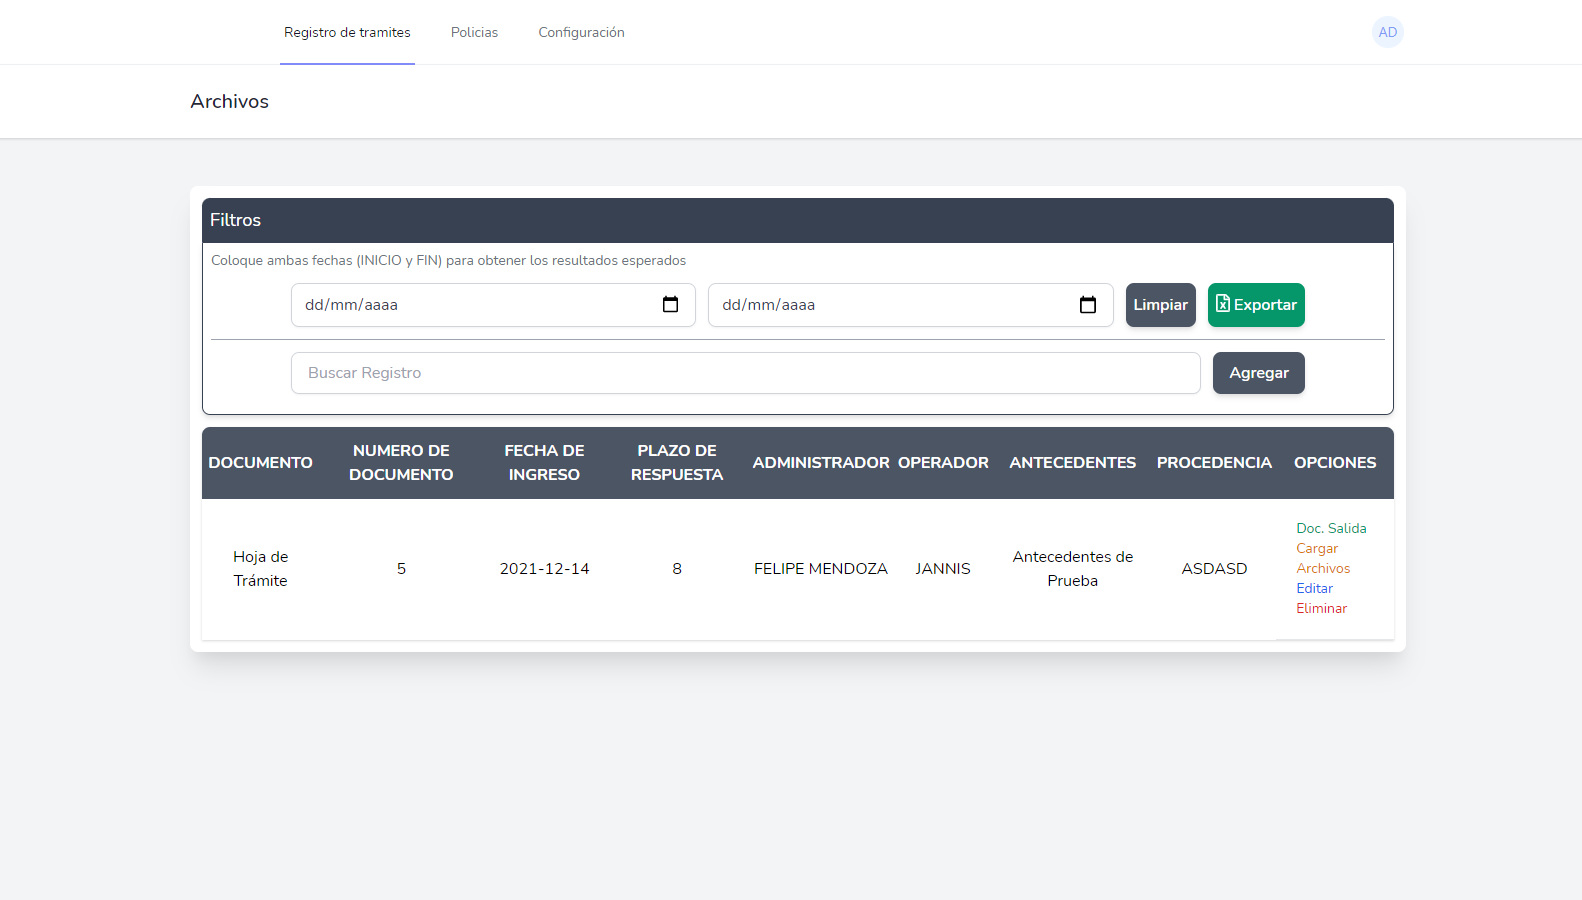 Registro de tramites
Policias
Configuración
AD
Archivos
Filtros
Coloque ambas fechas (INICIO y FIN) para obtener los resultados esperados
dd/mm/aaaa
dd/mm/aaaa
Limpiar
Exportar
Buscar Registro
Agregar
DOCUMENTO
NUMERO DE
DOCUMENTO
FECHA DE
INGRESO
PLAZO DE
RESPUESTA
ADMINISTRADOR
OPERADOR
ANTECEDENTES
PROCEDENCIA
OPCIONES
Hoja de
Trámite
5
2021-12-14
8
FELIPE MENDOZA
JANNIS
Antecedentes de
Prueba
ASDASD
Doc. Salida
Cargar
Archivos
Editar
Eliminar